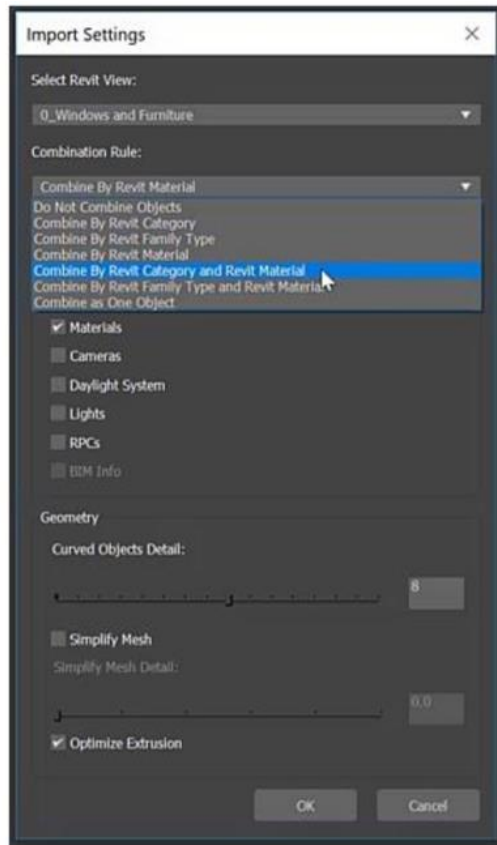 Import Settings
Select Revit View:
0_Windows and Furniture
Combination Rule:
Combine By Revit Material
Do Not Combine Objects
Combine By Revit Category
Combine By Revit Family Type
Combine By Revit Material
Combine By Revit Category and Revit Material
Combine By Revit Family Type and Revit Material
Combine as One Object
Materials
Cameras
Daylight System
Lights
RPCs
BIM Info
Geometry
Curved Objects Detail:
8
Simplify Mesh
Simplify Mesh Detail:
0,0
Optimize Extrusion
OK Cancel